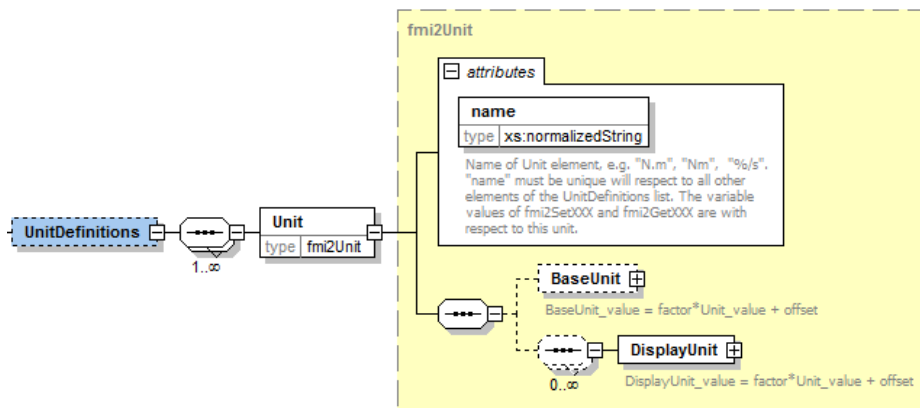 fmi2Unit
attributes
name
type xs:normalizedString
Name of Unit element, e.g. "N.m", "Nm", "%/s".
"name" must be unique will respect to all other
elements of the UnitDefinitions list. The variable
values of fmi2SetXXX and fmi2GetXXX are with
respect to this unit.
UnitDefinitions
1..∞
Unit
type fmi2Unit
BaseUnit
BaseUnit_value = factor*Unit_value + offset
DisplayUnit
0..∞
DisplayUnit_value = factor*Unit_value + offset